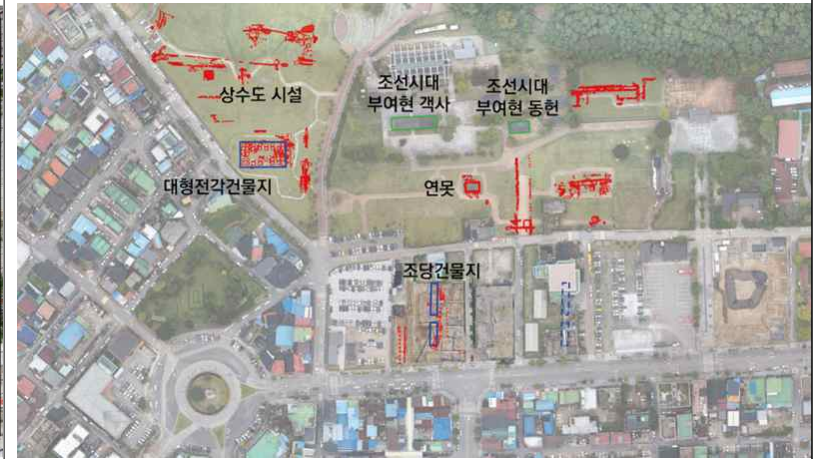 상수도 시설
조선시대
부여현 객사
조선시대
부여현 동헌
대형전각건물지
연못
조당건물지